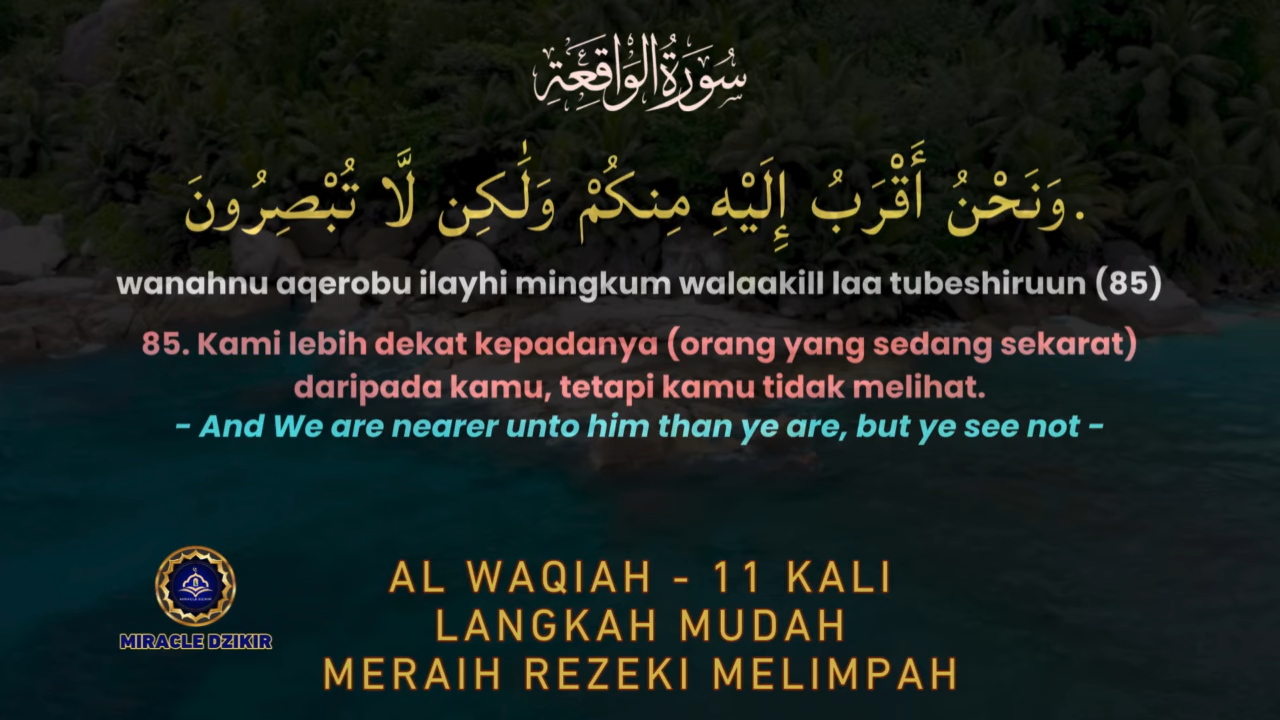 سُورَةُ الوَاقِعَةِ
وَنَحْنُ أَقْرَبُ إِلَيْهِ مِنكُمْ وَلَٰكِن لَّا تُبْصِرُونَ.
wanahnu aqerobu ilayhi mingkum walaakill laa tubeshiruun (85)
85. Kami lebih dekat kepadanya (orang yang sedang sekarat)
daripada kamu, tetapi kamu tidak melihat.
- And We are nearer unto him than ye are, but ye see not -
MIRACLE DZIKIR
MIRACLE DZIKIR
AL WAQIAH - 11 KALI
LANGKAH MUDAH
MERAIH REZEKI MELIMPAH